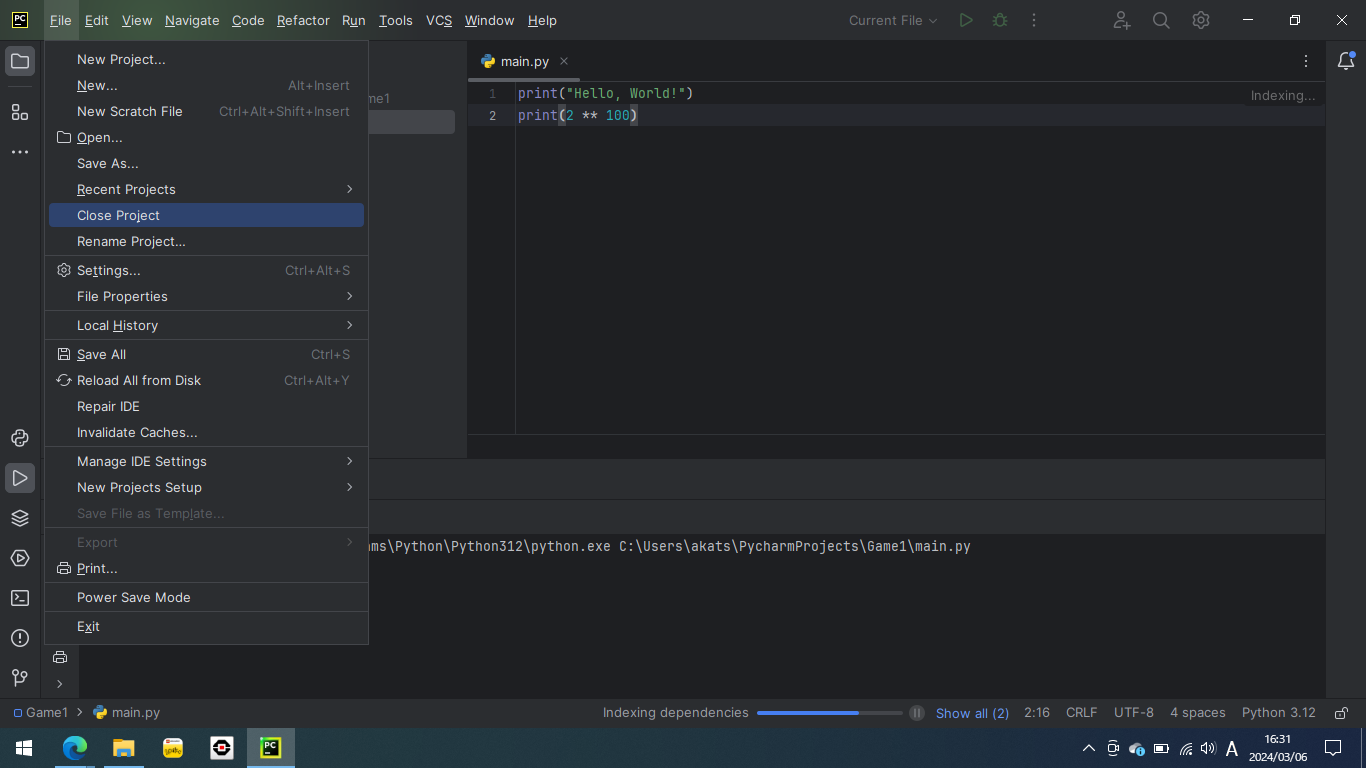 PC File Edit View Navigate Code Refactor Run Tools VCS Window Help Current File
New Project...
New... Alt+Insert
New Scratch File Ctrl+Alt+Shift+Insert
Open...
Save As...
Recent Projects
Close Project
Rename Project...
Settings... Ctrl+Alt+S
File Properties
Local History
Save All Ctrl+S
Reload All from Disk Ctrl+Alt+Y
Repair IDE
Invalidate Caches...
Manage IDE Settings
New Projects Setup
Save File as Template...
Export
Print...
Power Save Mode
Exit
me1
main.py
1 print("Hello, World!")
Indexing...
2 print(2 ** 100)
ms\Python\Python312\python.exe C:\Users\akats\PycharmProjects\Game1\main.py
Game1 main.py Indexing dependencies Show all (2) 2:16 CRLF UTF-8 4 spaces Python 3.12
PC
A
16:31
2024/03/06